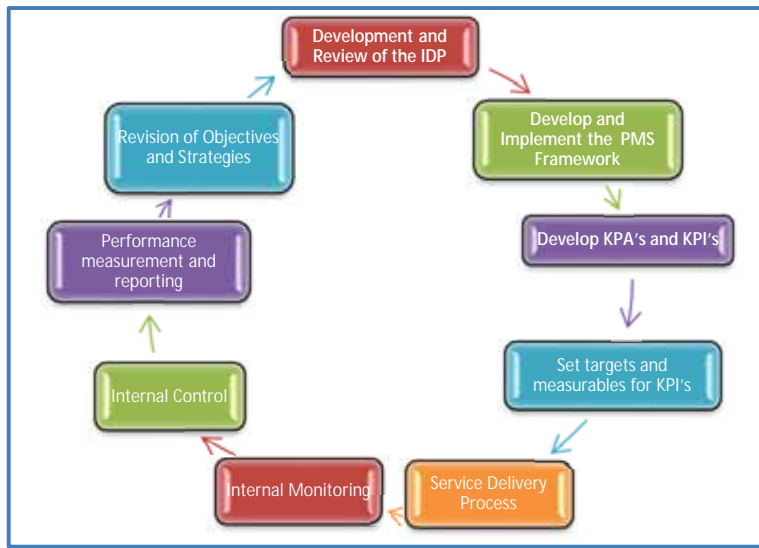 Development and
Review of the IDP
Develop and
Implement the PMS
Framework
Develop KPA's and KPI's
Set targets and
measurables for KPI's
Service Delivery
Process
Internal Monitoring
Internal Control
Performance
measurement and
reporting
Revision of Objectives
and Strategies